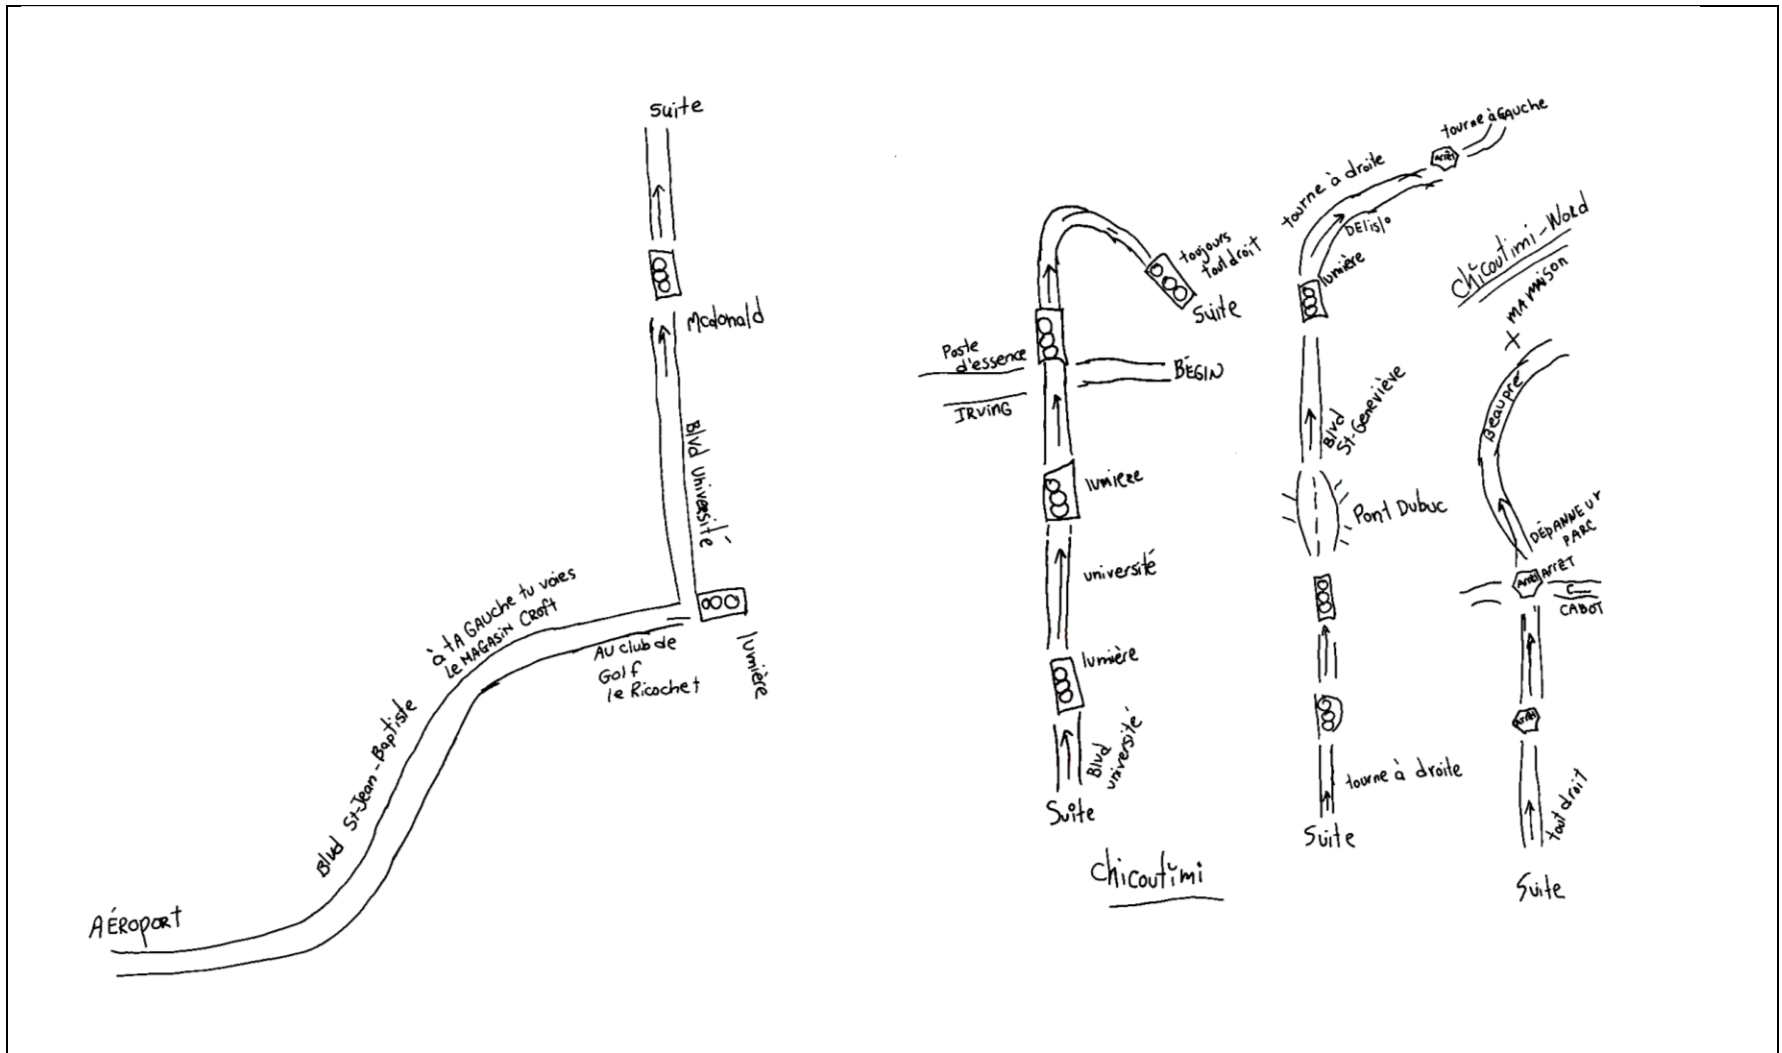 Suite
Mcdonald
Blvd Université
à tA GAUche tu voies
Le MAGASIN CROft
AU club de
Golf
le Ricochet
lumière
Blvd St-Jean-Baptiste
AÉROport
toujours
tout droit
Suite
Poste
d'essence
IRVING
BÉGIN
lumiere
université
lumière
Blvd
université
Suite
Chicoutimi
tourne à GAUche
Arrêt
tourne à droite
lumière
Blvd
St-Geneviève
Pont Dubuc
tourne à droite
Suite
Chicoutimi-Nord
MA MAISON
Beaupré
DÉPANNEUR
PARC
Arrêt
ARRÊT
CABOT
Arrêt
tout droit
Suite